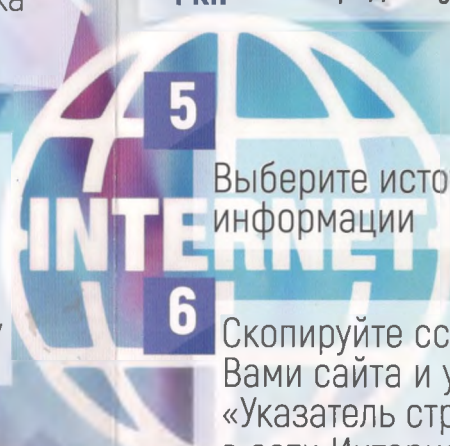 5
Выберите исто
информации
INTERNET
6
Скопируйте сс
Вами сайта и у
«Указатель стр